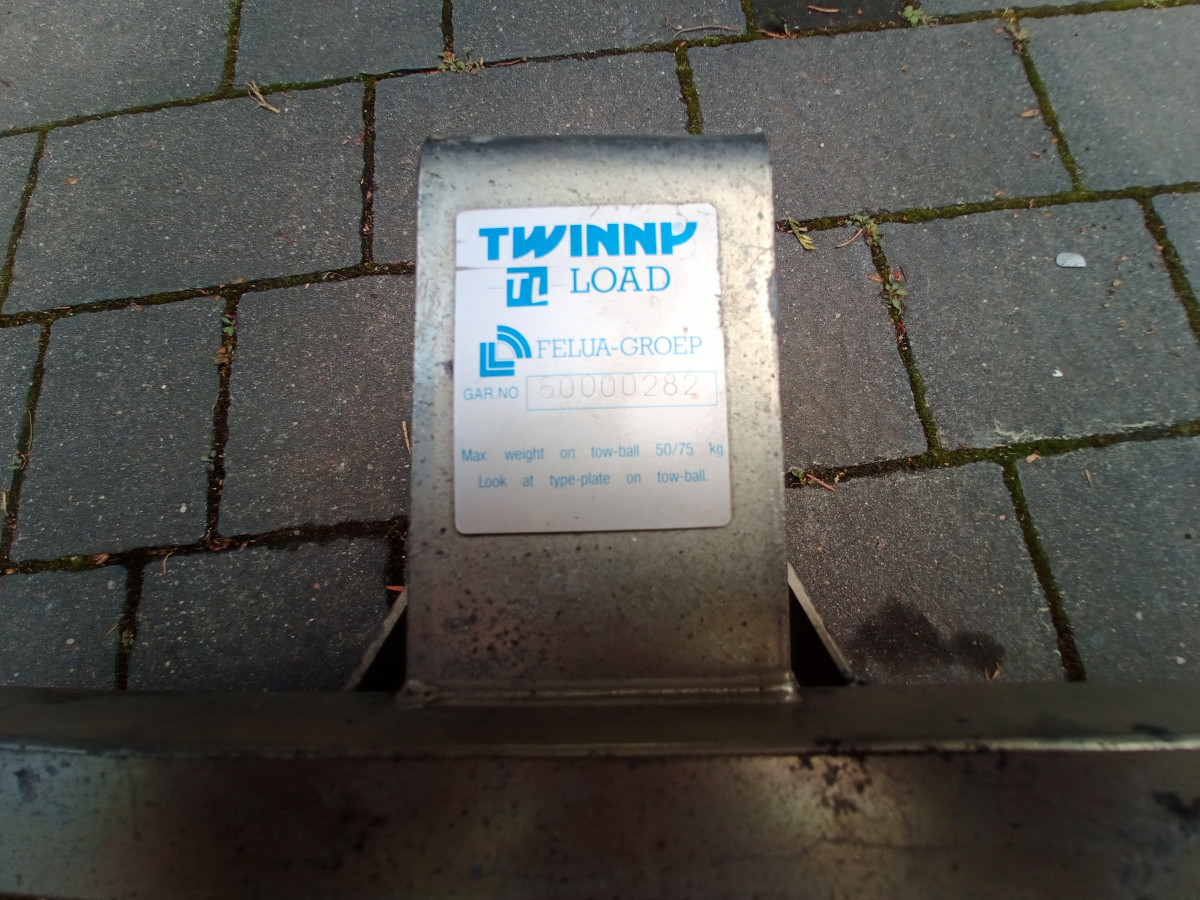 TWINNY®
TL LOAD
FELUA-GROEP
GAR.NO 60000282
Max. weight on tow-ball 50/75 kg
Look at type-plate on tow-ball.